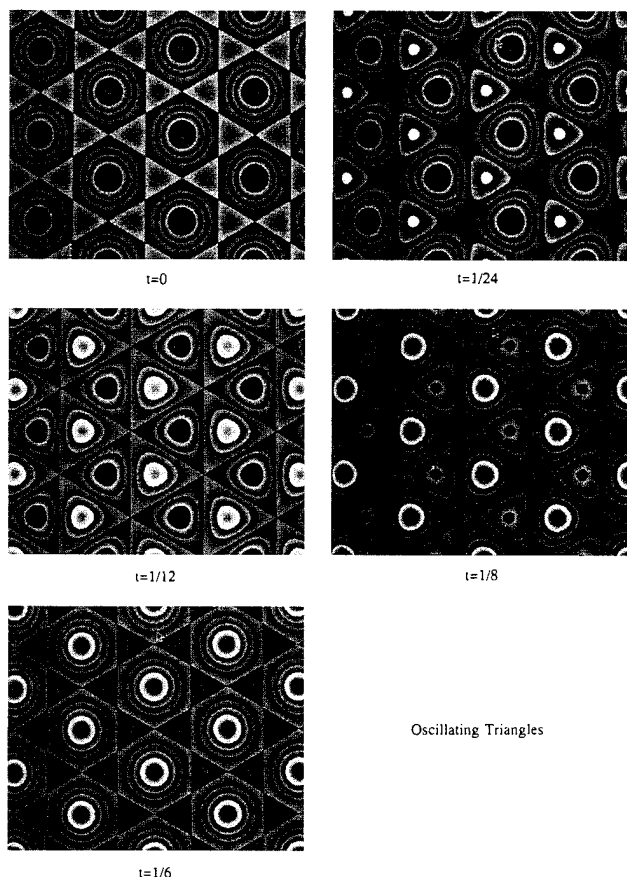 t=0
t=1/24
t=1/12
t=1/8
Oscillating Triangles
t=1/6